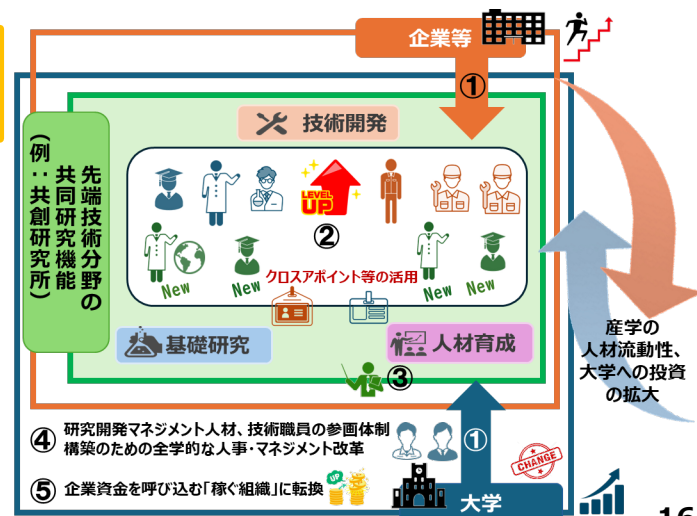 企業等
①
技術開発
先端技術分野の
共同研究機能
(例:共創研究所)
LEVEL
UP
②
New
New
New
New
クロスアポイント等の活用
基礎研究
人材育成
③
産学の
人材流動性、
大学への投資
の拡大
④ 研究開発マネジメント人材、技術職員の参画体制
構築のための全学的な人事・マネジメント改革
①
CHANGE
⑤ 企業資金を呼び込む「稼ぐ組織」に転換
UP
大学